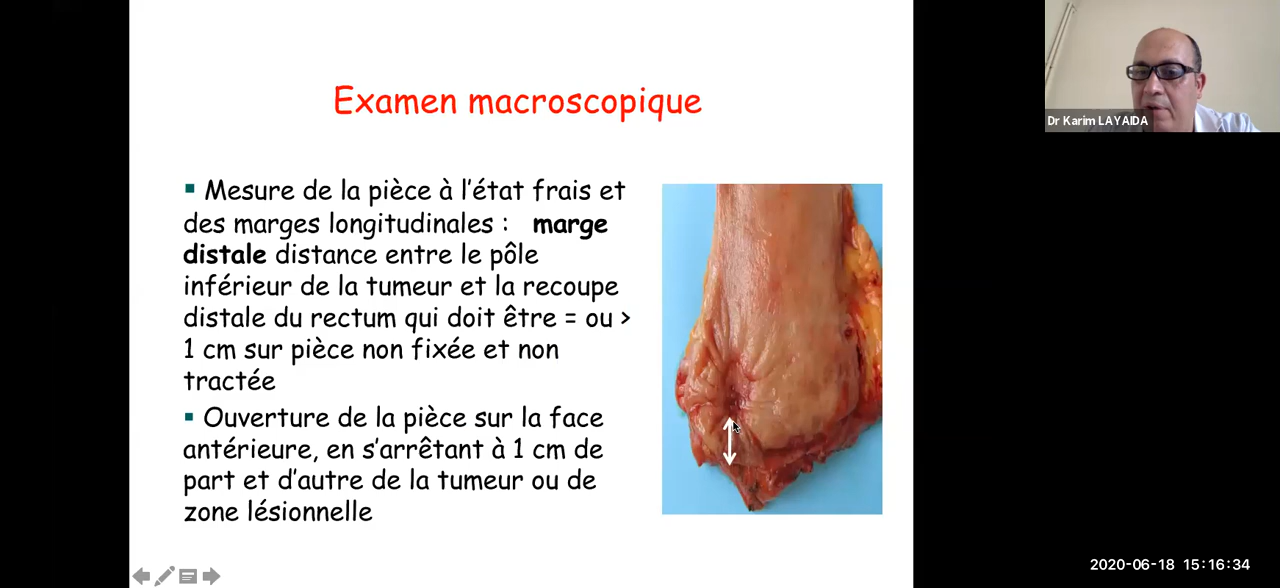 Examen macroscopique
Dr Karim LAYAIDA
▪ Mesure de la pièce à l'état frais et
des marges longitudinales : marge
distale distance entre le pôle
inférieur de la tumeur et la recoupe
distale du rectum qui doit être = ou >
1 cm sur pièce non fixée et non
tractée
▪ Ouverture de la pièce sur la face
antérieure, en s'arrêtant à 1 cm de
part et d'autre de la tumeur ou de
zone lésionnelle
2020-06-18 15:16:34